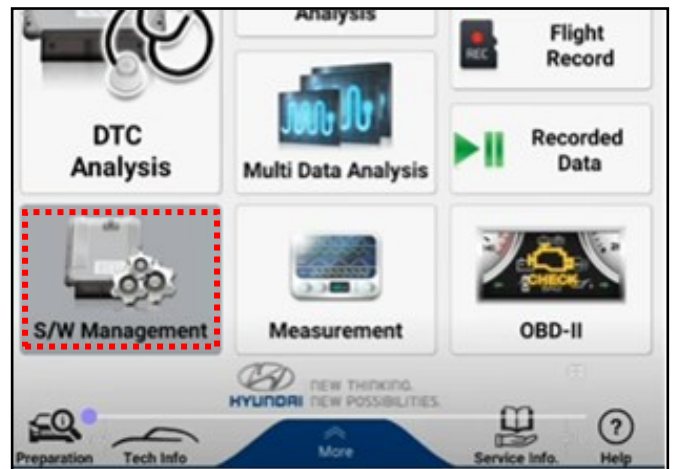 Analysis
Flight
Record
REC
DTC
Analysis
Multi Data Analysis
Recorded
Data
S/W Management
Measurement
CHECK
OBD-II
HYUNDAI
NEW THINKING.
NEW POSSIBILITIES.
Preparation
Tech Info
More
Service Info.
?
Help